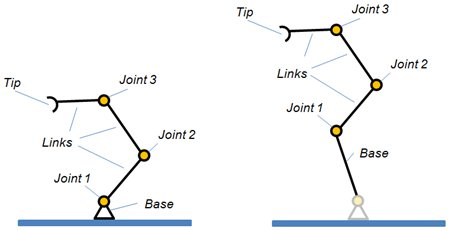 Tip
Joint 3
Links
Joint 2
Joint 1
Base
Tip
Joint 3
Links
Joint 2
Joint 1
Base